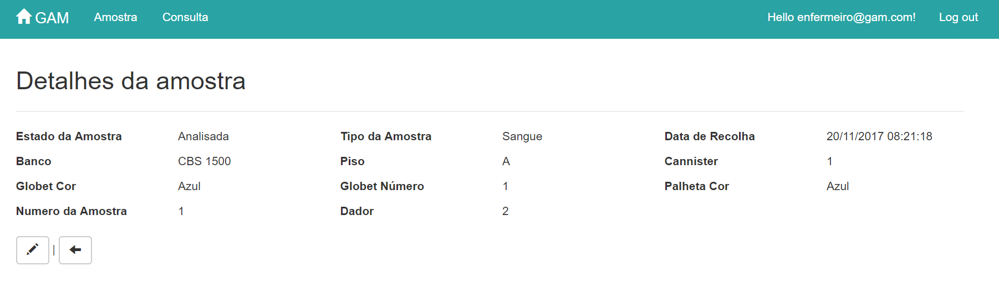 GAM Amostra Consulta Hello enfermeiro@gam.com! Log out
Detalhes da amostra
Estado da Amostra Analisada Tipo da Amostra Sangue Data de Recolha 20/11/2017 08:21:18
Banco CBS 1500 Piso A Cannister 1
Globet Cor Azul Globet Número 1 Palheta Cor Azul
Numero da Amostra 1 Dador 2
|